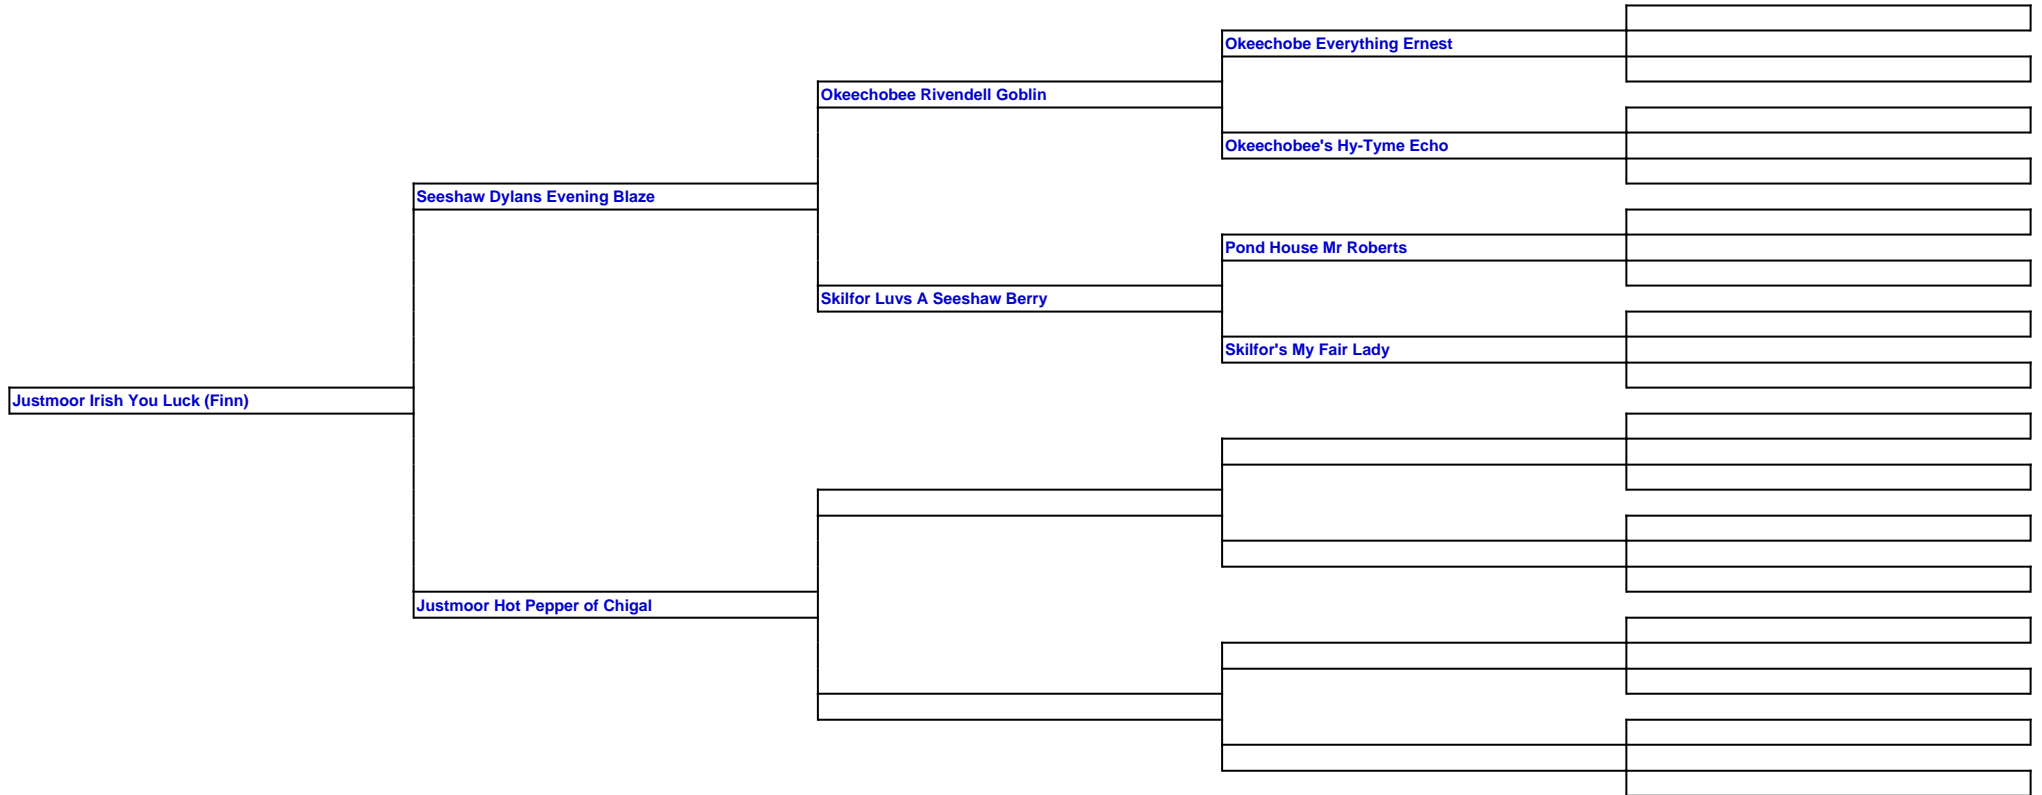 Okeechobe Everything Ernest
Okeechobee Rivendell Goblin
Okeechobee's Hy-Tyme Echo
Seeshaw Dylans Evening Blaze
Pond House Mr Roberts
Skilfor Luvs A Seeshaw Berry
Skilfor's My Fair Lady
Justmoor Irish You Luck (Finn)
Justmoor Hot Pepper of Chigal